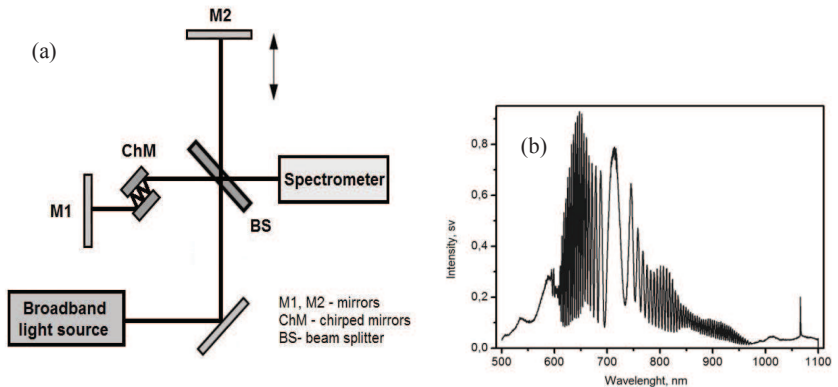 (a)
M2
ChM
M1
BS
Spectrometer
Broadband
light source
M1, M2 - mirrors
ChM - chirped mirrors
BS- beam splitter
(b)
Intensity, sv
0,8
0,6
0,4
0,2
0,0
500 600 700 800 900 1000 1100
Wavelenght, nm